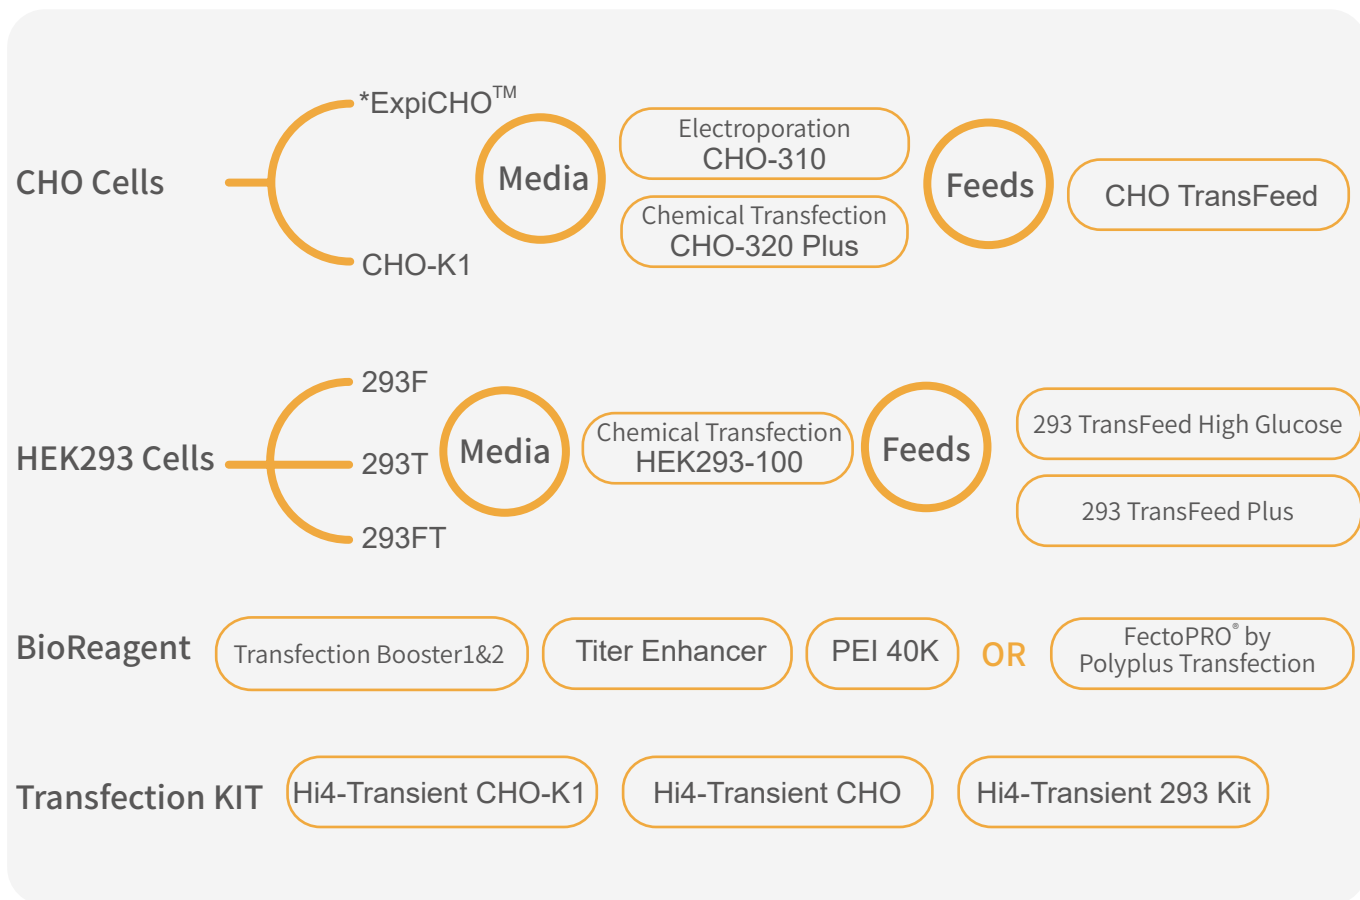 CHO Cells
*ExpiCHO™
CHO-K1
Media
Electroporation
CHO-310
Chemical Transfection
CHO-320 Plus
Feeds
CHO TransFeed
HEK293 Cells
293F
293T
293FT
Media
Chemical Transfection
HEK293-100
Feeds
293 TransFeed High Glucose
293 TransFeed Plus
BioReagent
Transfection Booster1&2
Titer Enhancer
PEI 40K
OR
FectoPRO® by
Polyplus Transfection
Transfection KIT
Hi4-Transient CHO-K1
Hi4-Transient CHO
Hi4-Transient 293 Kit